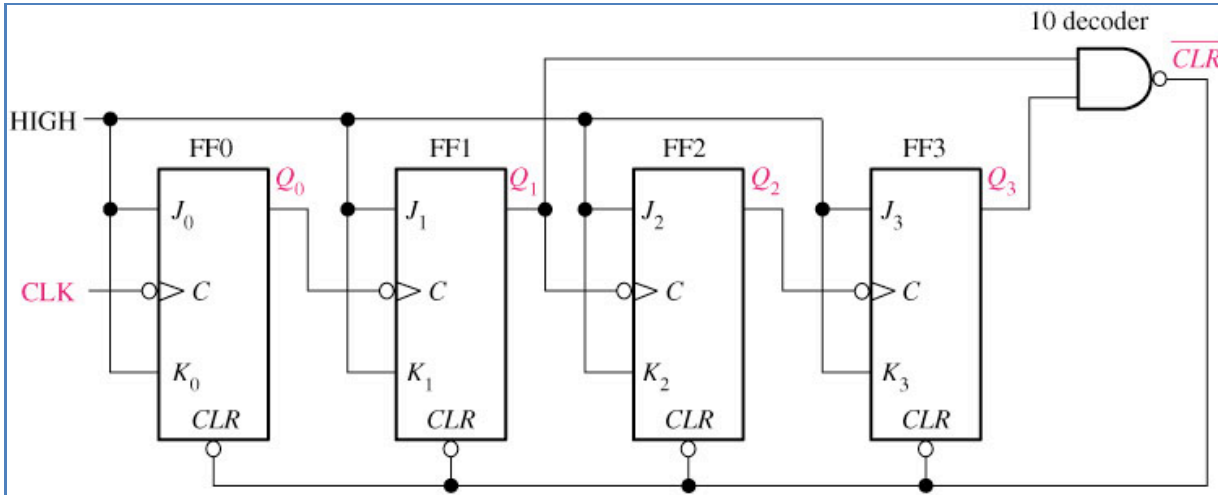 10 decoder
CLR
HIGH
FF0
FF1
FF2
FF3
Q0
Q1
Q2
Q3
J0
J1
J2
J3
CLK
C
C
C
C
K0
K1
K2
K3
CLR
CLR
CLR
CLR